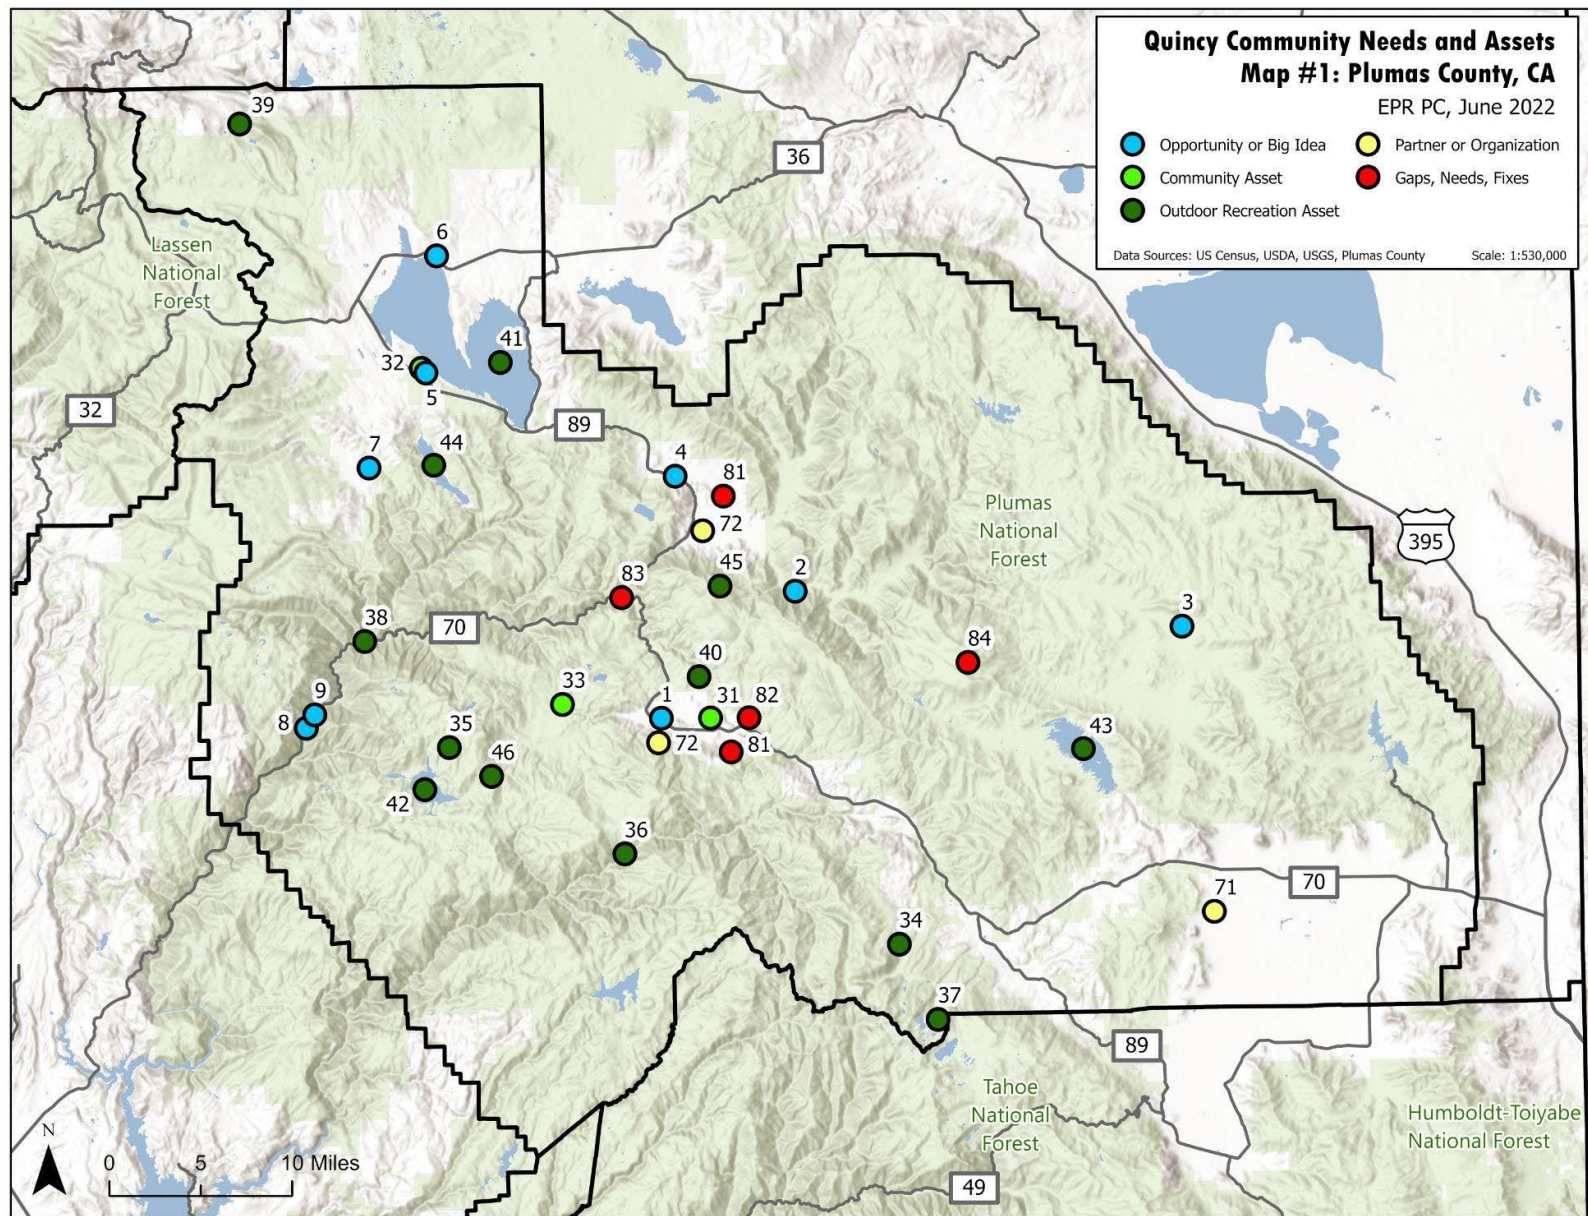 Quincy Community Needs and Assets
Map #1: Plumas County, CA
EPR PC, June 2022
Opportunity or Big Idea
Partner or Organization
Community Asset
Gaps, Needs, Fixes
Outdoor Recreation Asset
Data Sources: US Census, USDA, USGS, Plumas County
Scale: 1:530,000
39
36
6
Lassen
National
Forest
41
32
5
32
89
7
44
4
81
72
Plumas
National
Forest
395
45
2
83
3
38
70
84
40
33
1
31
82
9
8
35
72
81
43
46
42
36
70
71
34
37
89
Tahoe
National
Forest
Humboldt-Toiyabe
National Forest
N
0 5 10 Miles
49